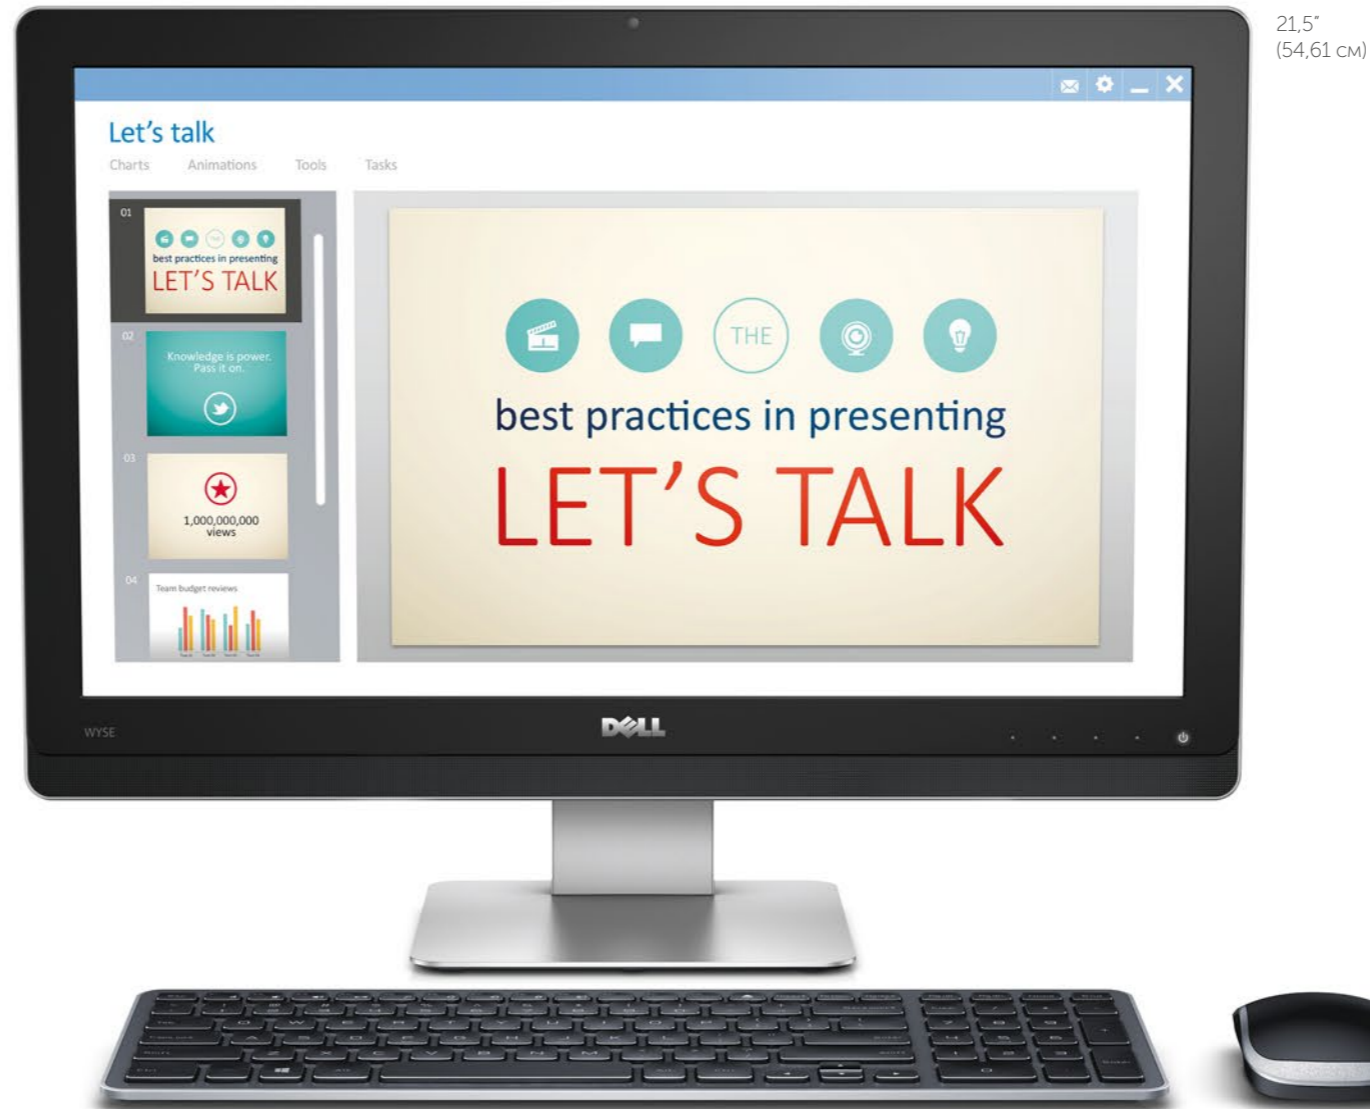 21,5"
(54,61 см)
Let's talk
Charts Animations Tools Tasks
01
THE
best practices in presenting
LET'S TALK
02
Knowledge is power.
Pass it on.
03
1,000,000,000
views
04
Team budget reviews
THE
best practices in presenting
LET'S TALK
WYSE
DELL